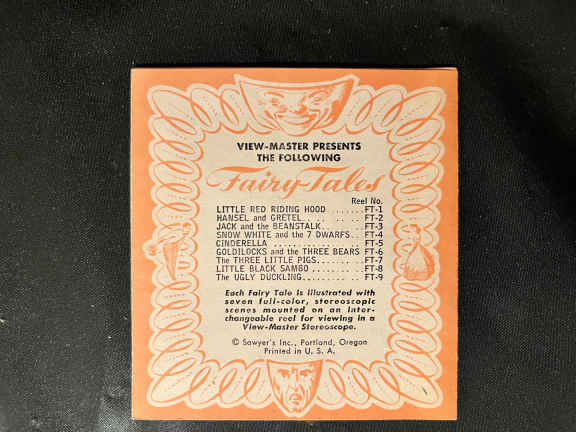 VIEW-MASTER PRESENTS
THE FOLLOWING
Fairy Tales
Reel No.
LITTLE RED RIDING HOOD ....... FT-1
HANSEL and GRETEL. . .. .. .. FT-2
JACK and the BEANSTALK. . . .FT-3
SNOW WHITE and the 7 DWARFS. . FT-4
CINDERELLA .............. FT-5
GOLDILOCKS and the THREE BEARS FT-6
The THREE LITTLE PIGS........ FT-7
LITTLE BLACK SAMBO ........ FT-8
The UGLY DUCKLING.......... FT-9
Each Fairy Tale is illustrated with
seven full-color, stereoscopic
scenes mounted on an inter-
changeable reel for viewing in a
View-Master Stereoscope.
© Sawyer's Inc., Portland, Oregon
Printed in U. S. A.